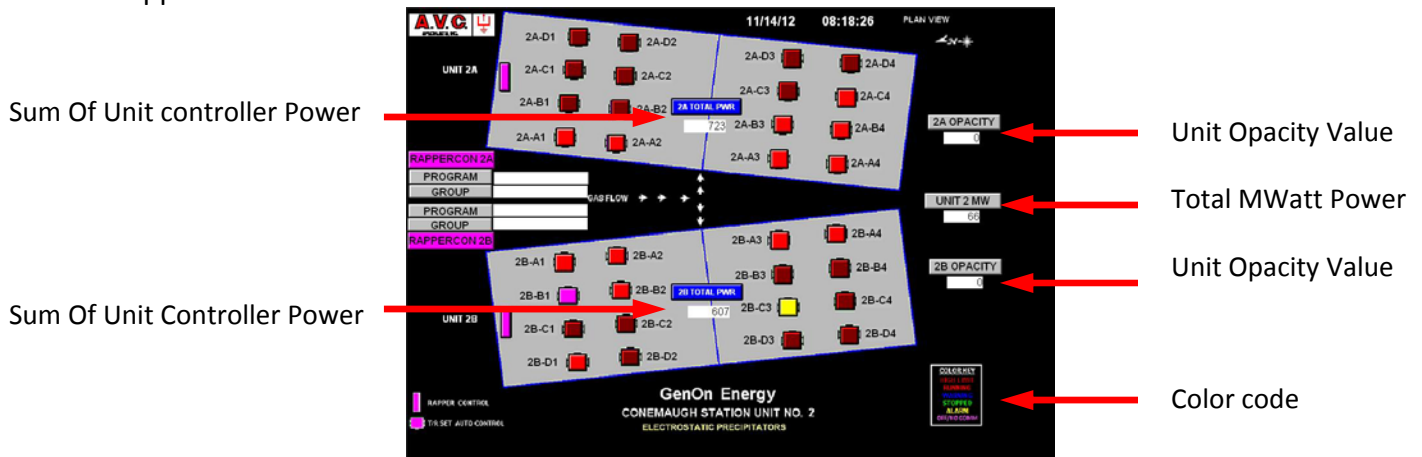 A.V.C.
11/14/12 08:18:26 PLAN VIEW
N
2A-D1 2A-D2 2A-D3 2A-D4
UNIT 2A 2A-C1 2A-C2 2A-C3 2A-C4
Sum Of Unit controller Power
2A-B1 2A-B2 2A TOTAL PWR 723 2A-B3 2A-B4
2A OPACITY
0
Unit Opacity Value
2A-A1 2A-A2 2A-A3 2A-A4
RAPPERCON 2A
PROGRAM
GROUP
GAS FLOW
UNIT 2 MW
66
Total MWatt Power
PROGRAM
GROUP
RAPPERCON 2B
2B-A1 2B-A2 2B-A3 2B-A4
2B OPACITY
0
Unit Opacity Value
2B-B1 2B-B2 2B TOTAL PWR 607 2B-B3 2B-B4
Sum Of Unit Controller Power
UNIT 2B 2B-C1 2B-C2 2B-C3 2B-C4
2B-D1 2B-D2 2B-D3 2B-D4
RAPPER CONTROL
T/R SET AUTO CONTROL
GenOn Energy
CONEMAUGH STATION UNIT NO. 2
ELECTROSTATIC PRECIPITATORS
COLOR KEY
RUNNING
STOPPED
ALARM
OFF/NO COMM
Color code